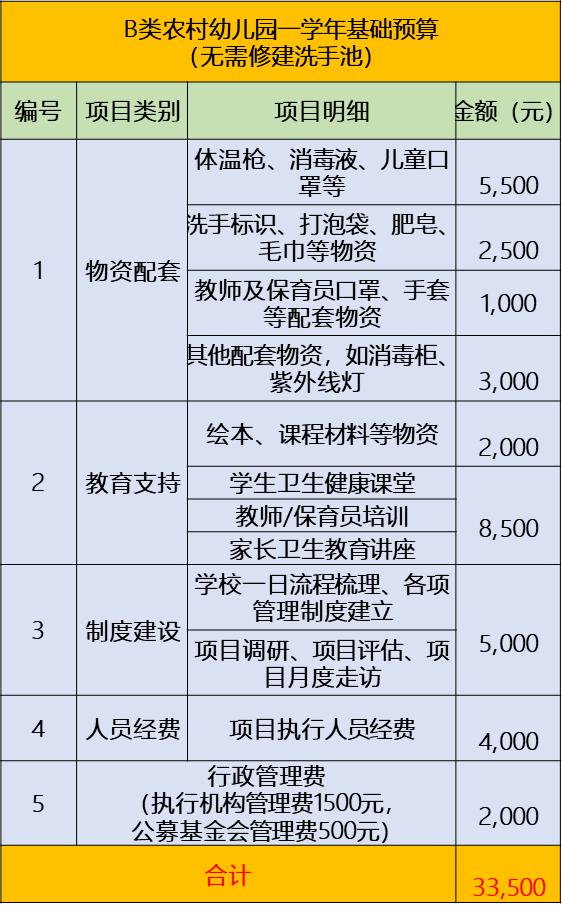 B类农村幼儿园一学年基础预算
（无需修建洗手池）
编号 项目类别 项目明细 金额（元）
1 物资配套
体温枪、消毒液、儿童口
罩等 5,500
洗手标识、打泡袋、肥皂、
毛巾等物资 2,500
教师及保育员口罩、手套
等配套物资 1,000
其他配套物资，如消毒柜、
紫外线灯 3,000
2 教育支持
绘本、课程材料等物资 2,000
学生卫生健康课堂
教师/保育员培训 8,500
家长卫生教育讲座
3 制度建设
学校一日流程梳理、各项
管理制度建立
5,000
项目调研、项目评估、项
目月度走访
4 人员经费 项目执行人员经费 4,000
5
行政管理费
（执行机构管理费1500元，
公募基金会管理费500元） 2,000
合计 33,500